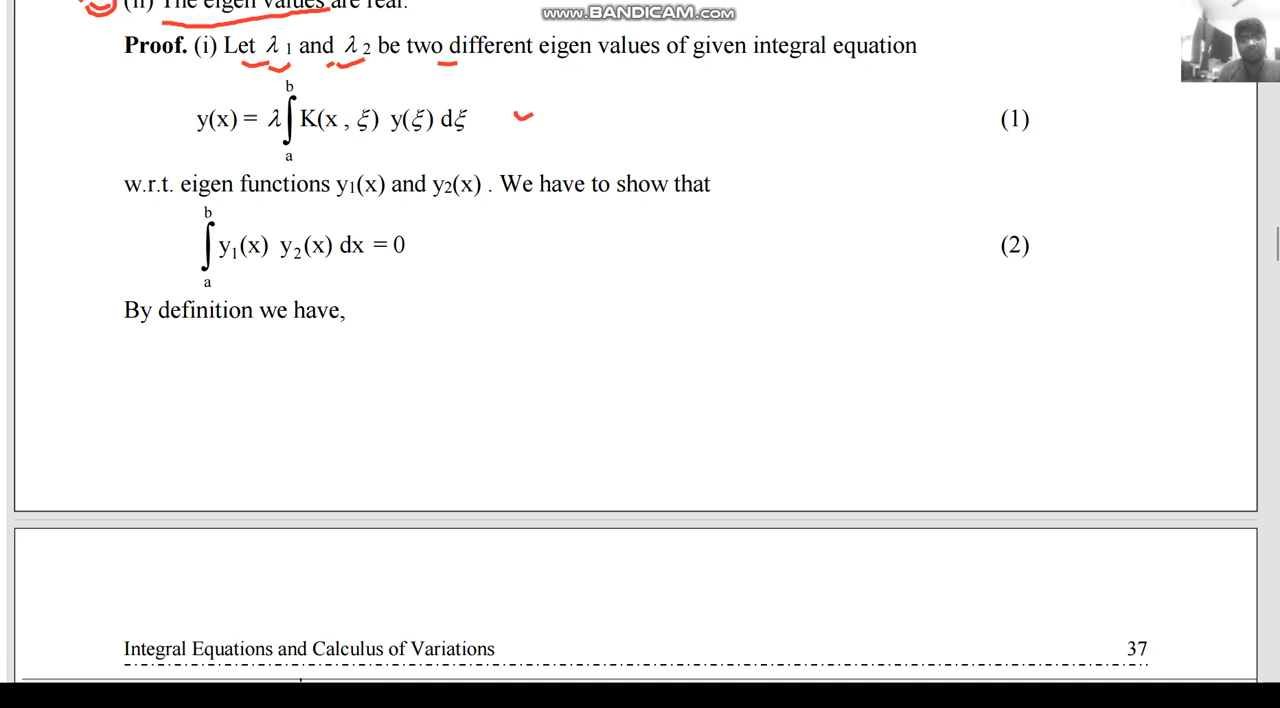 (ii) The eigen values are real.
www.BANDICAM.com
Proof. (i) Let λ 1 and λ 2 be two different eigen values of given integral equation
b
y(x) = λ ∫ K(x , ξ) y(ξ) dξ (1)
a
w.r.t. eigen functions y1(x) and y2(x) . We have to show that
b
∫ y1(x) y2(x) dx = 0 (2)
a
By definition we have,
Integral Equations and Calculus of Variations 37